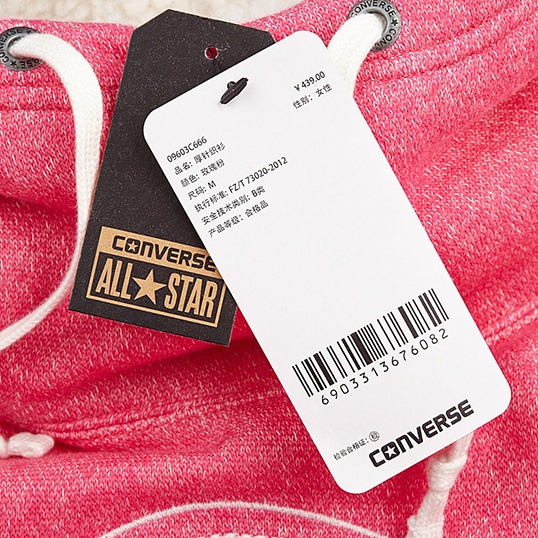 CONVERSE
ALL★STAR
¥439.00
性别：女性
09603C666
品名：厚针织衫
颜色：玫瑰粉
尺码：M
执行标准：FZ/T 73020-2012
安全技术类别：B类
产品等级：合格品
6903313676082
检验合格证：
CONVERSE
CONVERSE
CONVERSE